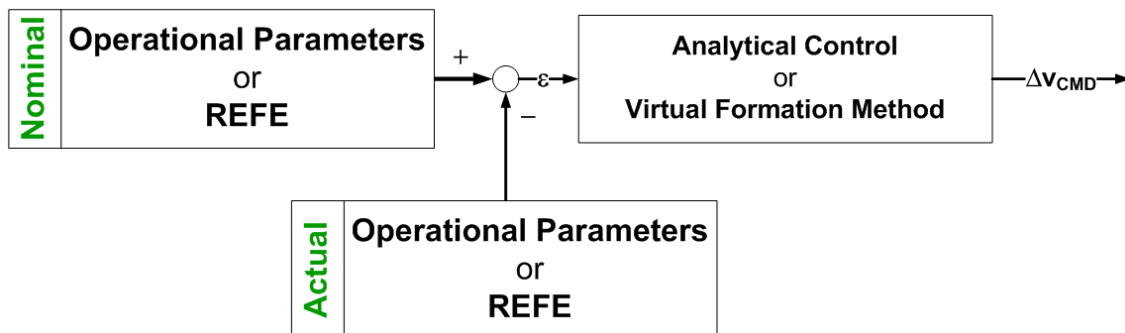 Nominal
Operational Parameters
or
REFE
+
−
ε
Analytical Control
or
Virtual Formation Method
Δv_CMD
Actual
Operational Parameters
or
REFE